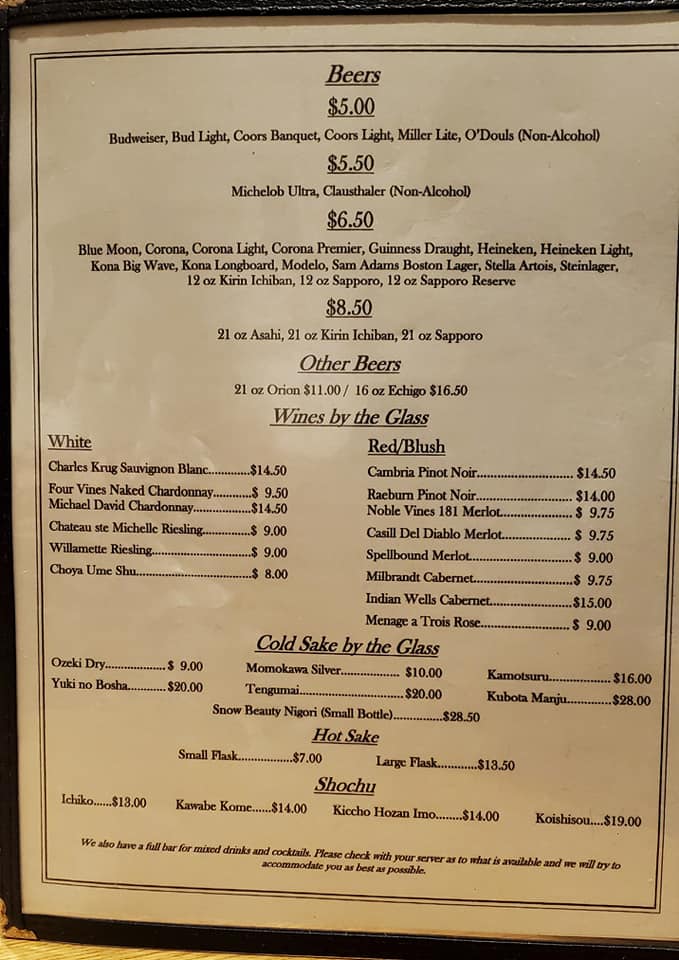 Beers
$5.00
Budweiser, Bud Light, Coors Banquet, Coors Light, Miller Lite, O'Douls (Non-Alcohol)
$5.50
Michelob Ultra, Clausthaler (Non-Alcohol)
$6.50
Blue Moon, Corona, Corona Light, Corona Premier, Guinness Draught, Heineken, Heineken Light,
Kona Big Wave, Kona Longboard, Modelo, Sam Adams Boston Lager, Stella Artois, Steinlager,
12 oz Kirin Ichiban, 12 oz Sapporo, 12 oz Sapporo Reserve
$8.50
21 oz Asahi, 21 oz Kirin Ichiban, 21 oz Sapporo
Other Beers
21 oz Orion $11.00 / 16 oz Echigo $16.50
Wines by the Glass
White
Charles Krug Sauvignon Blanc.............$14.50
Four Vines Naked Chardonnay............$ 9.50
Michael David Chardonnay..................$14.50
Chateau ste Michelle Riesling...............$ 9.00
Willamette Riesling...............................$ 9.00
Choya Ume Shu....................................$ 8.00
Red/Blush
Cambria Pinot Noir............................ $14.50
Raeburn Pinot Noir............................ $14.00
Noble Vines 181 Merlot...................... $ 9.75
Casill Del Diablo Merlot..................... $ 9.75
Spellbound Merlot...............................$ 9.00
Milbrandt Cabernet..............................$ 9.75
Indian Wells Cabernet.........................$15.00
Menage a Trois Rose........................... $ 9.00
Cold Sake by the Glass
Ozeki Dry................... $ 9.00 Momokawa Silver.................. $10.00 Kamotsuru................... $16.00
Yuki no Bosha............$20.00 Tengumai................................$20.00 Kubota Manju.............$28.00
Snow Beauty Nigori (Small Bottle)...............$28.50
Hot Sake
Small Flask.................$7.00 Large Flask............$13.50
Shochu
Ichiko......$13.00 Kawabe Kome......$14.00 Kiccho Hozan Imo........$14.00 Koishisou....$19.00
We also have a full bar for mixed drinks and cocktails. Please check with your server as to what is available and we will try to
accommodate you as best as possible.